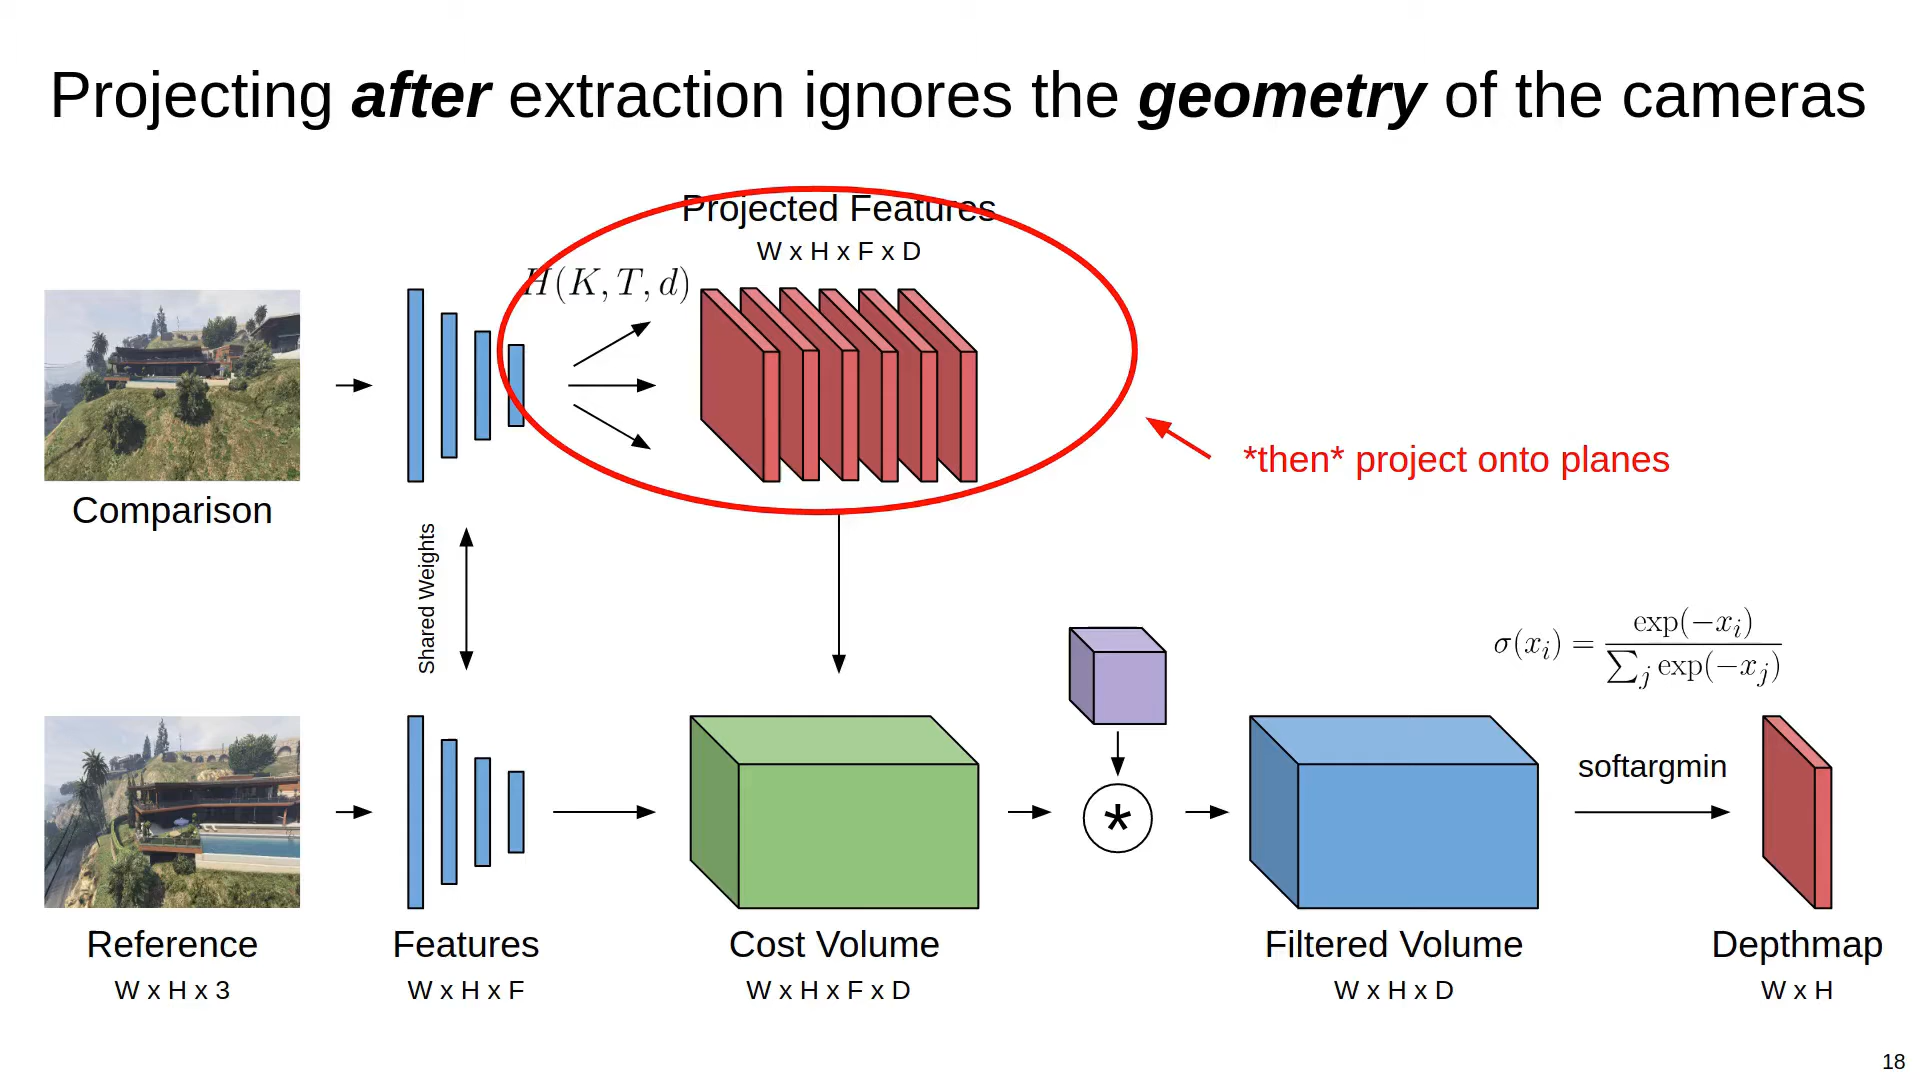 Projecting after extraction ignores the geometry of the cameras
Projected Features
W x H x F x D
H(K, T, d)
*then* project onto planes
Comparison
Shared Weights
σ(x_i) = exp(−x_i) / ∑_j exp(−x_j)
softargmin
*
Reference
W x H x 3
Features
W x H x F
Cost Volume
W x H x F x D
Filtered Volume
W x H x D
Depthmap
W x H
18